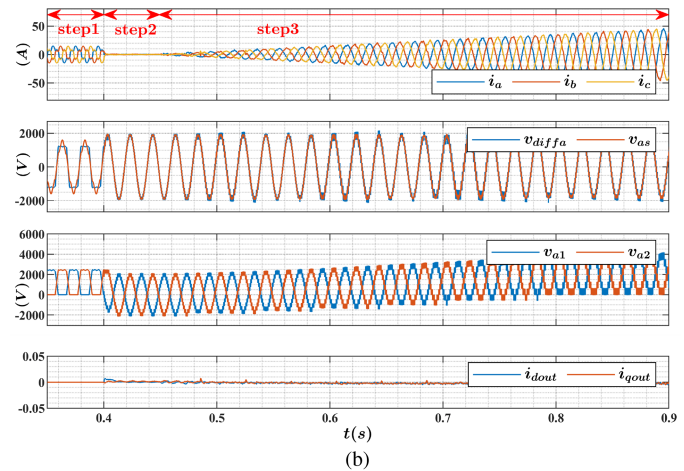 step1 step2 step3
50
0
-50
(A)
i_a i_b i_c
2000
0
-2000
(V)
v_diffa v_as
6000
4000
2000
0
-2000
(V)
v_a1 v_a2
0.05
0
-0.05
i_dout i_qout
0.4 0.5 0.6 0.7 0.8 0.9
t(s)
(b)